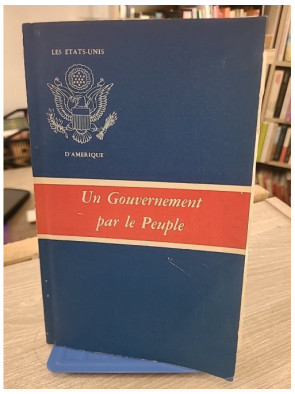 LES ETATS-UNIS
D'AMERIQUE
Un Gouvernement
par le Peuple